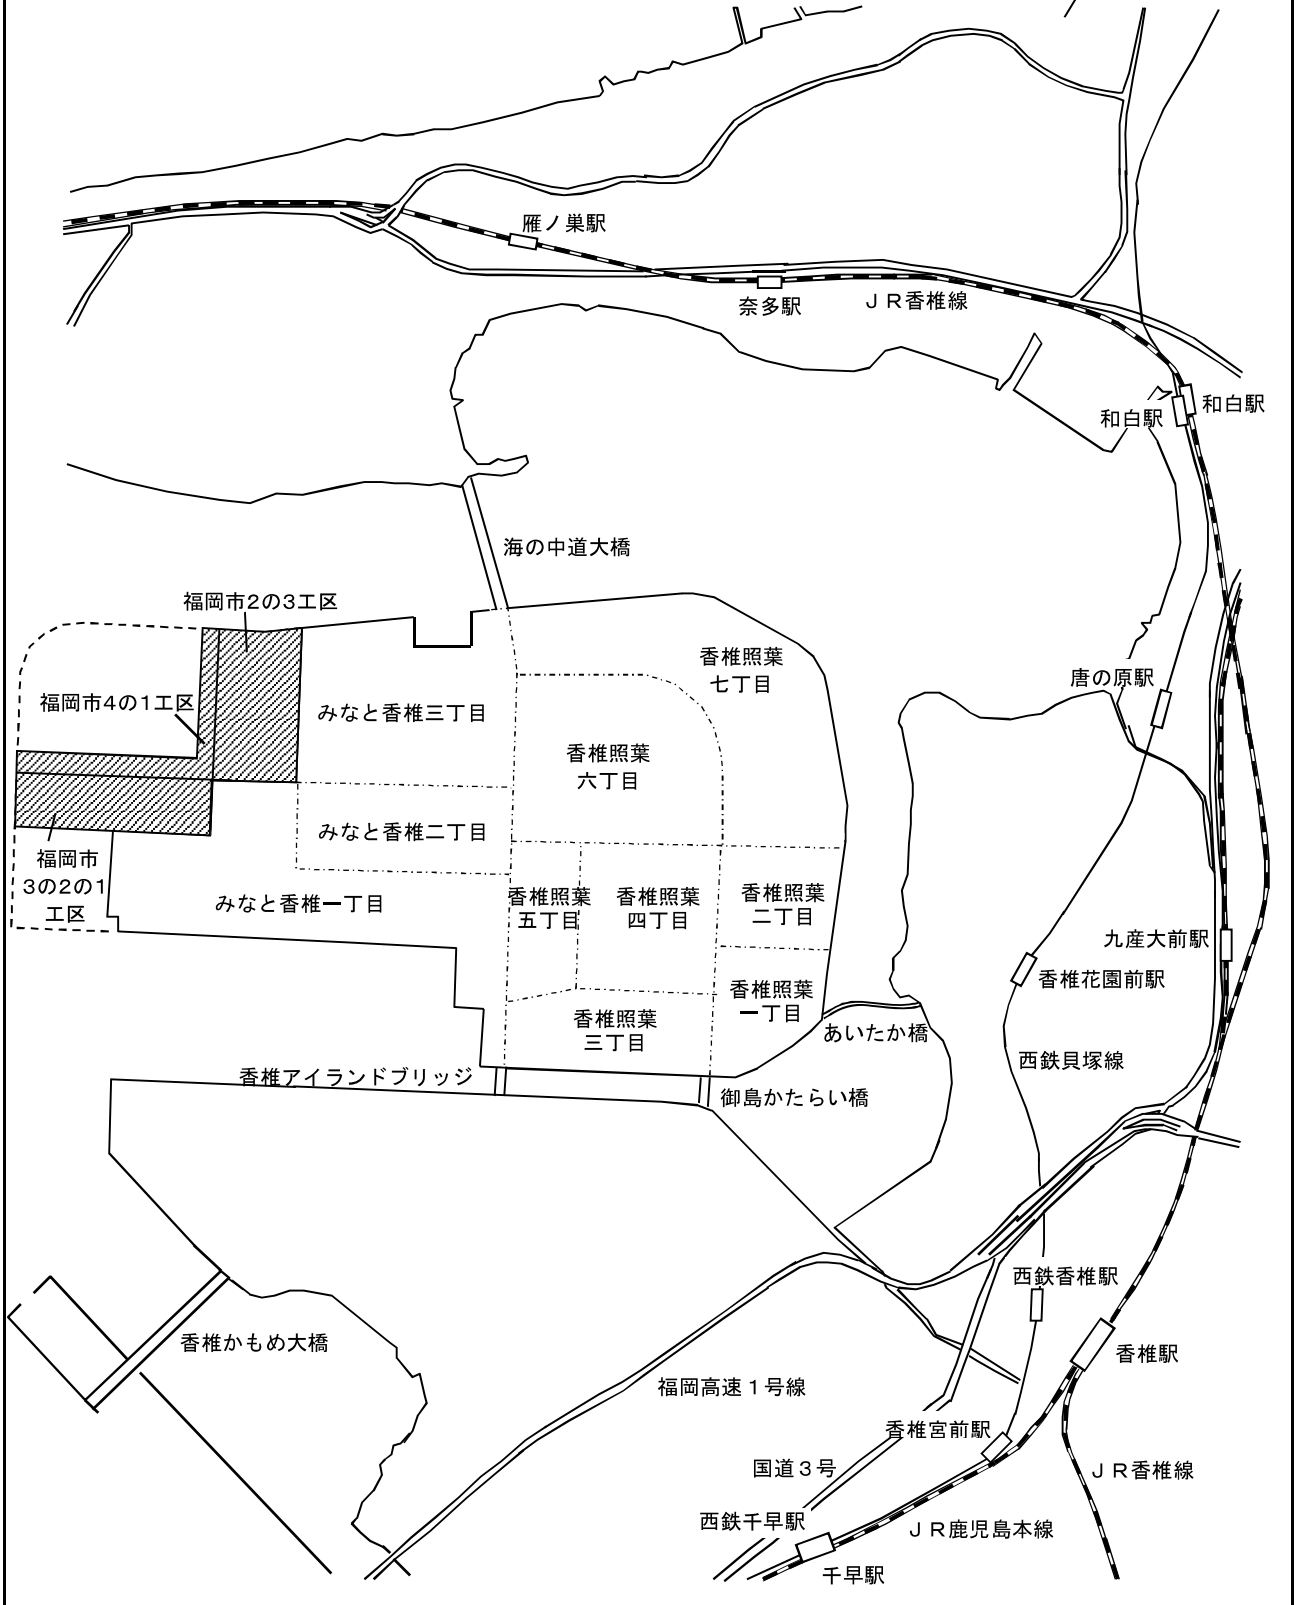 雁ノ巣駅
奈多駅
ＪＲ香椎線
和白駅
和白駅
海の中道大橋
福岡市2の3工区
香椎照葉
七丁目
唐の原駅
福岡市4の1工区
みなと香椎三丁目
香椎照葉
六丁目
みなと香椎二丁目
福岡市
3の2の1
工区
みなと香椎一丁目
香椎照葉
五丁目
香椎照葉
四丁目
香椎照葉
二丁目
九産大前駅
香椎花園前駅
香椎照葉
一丁目
香椎照葉
三丁目
あいたか橋
西鉄貝塚線
香椎アイランドブリッジ
御島かたらい橋
西鉄香椎駅
香椎かもめ大橋
香椎駅
福岡高速１号線
香椎宮前駅
国道３号
ＪＲ香椎線
西鉄千早駅
ＪＲ鹿児島本線
千早駅